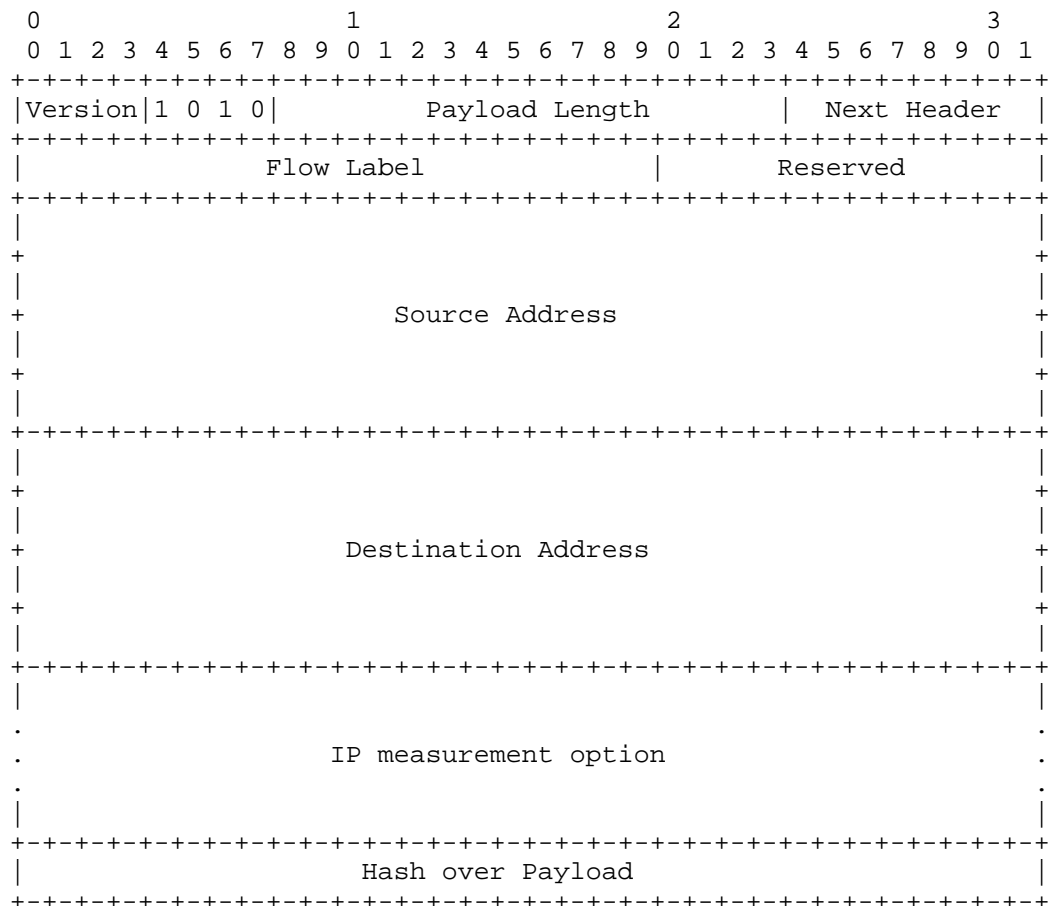 0                   1                   2                   3
 0 1 2 3 4 5 6 7 8 9 0 1 2 3 4 5 6 7 8 9 0 1 2 3 4 5 6 7 8 9 0 1
+-+-+-+-+-+-+-+-+-+-+-+-+-+-+-+-+-+-+-+-+-+-+-+-+-+-+-+-+-+-+-+-+
|Version|1 0 1 0|         Payload Length        |  Next Header  |
+-+-+-+-+-+-+-+-+-+-+-+-+-+-+-+-+-+-+-+-+-+-+-+-+-+-+-+-+-+-+-+-+
|               Flow Label              |       Reserved        |
+-+-+-+-+-+-+-+-+-+-+-+-+-+-+-+-+-+-+-+-+-+-+-+-+-+-+-+-+-+-+-+-+
|                                                               |
+                                                               +
|                                                               |
+                       Source Address                          +
|                                                               |
+                                                               +
|                                                               |
+-+-+-+-+-+-+-+-+-+-+-+-+-+-+-+-+-+-+-+-+-+-+-+-+-+-+-+-+-+-+-+-+
|                                                               |
+                                                               +
|                                                               |
+                    Destination Address                        +
|                                                               |
+                                                               +
|                                                               |
+-+-+-+-+-+-+-+-+-+-+-+-+-+-+-+-+-+-+-+-+-+-+-+-+-+-+-+-+-+-+-+-+
|                                                               |
.                                                               .
.                   IP measurement option                       .
.                                                               .
|                                                               |
+-+-+-+-+-+-+-+-+-+-+-+-+-+-+-+-+-+-+-+-+-+-+-+-+-+-+-+-+-+-+-+-+
|                     Hash over Payload                         |
+-+-+-+-+-+-+-+-+-+-+-+-+-+-+-+-+-+-+-+-+-+-+-+-+-+-+-+-+-+-+-+-+